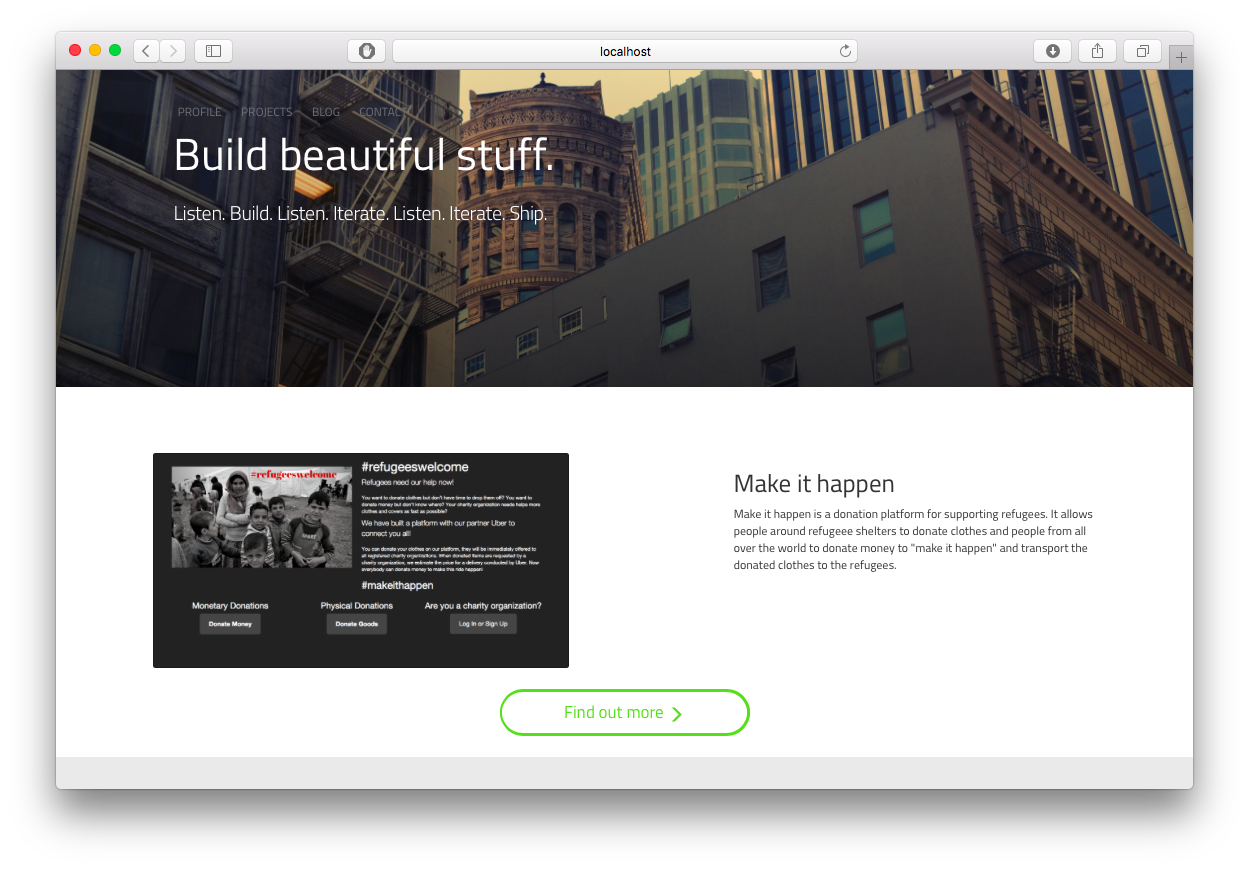 localhost
PROFILE PROJECTS BLOG CONTACT
Build beautiful stuff.
Listen. Build. Listen. Iterate. Listen. Iterate. Ship.
#refugeeswelcome
#refugeeswelcome
Refugees need our help now!
You want to donate clothes but don't have time to drop them off? You want to
donate money but don't know where? Your charity organization needs helpe more
clothes and covers as fast as possible?
We have built a platform with our partner Uber to
connect you all!
You can donate your clothes on our platform, they will be immediately offered to
all registered charity organizations. When donated items are requested by a
charity organization, we estimate the price for a delivery conducted by Uber. Now
everybody can donate money to make this ride happen!
#makeithappen
Monetary Donations Physical Donations Are you a charity organization?
Donate Money Donate Goods Log In or Sign Up
Make it happen
Make it happen is a donation platform for supporting refugees. It allows
people around refugeee shelters to donate clothes and people from all
over the world to donate money to "make it happen" and transport the
donated clothes to the refugees.
Find out more